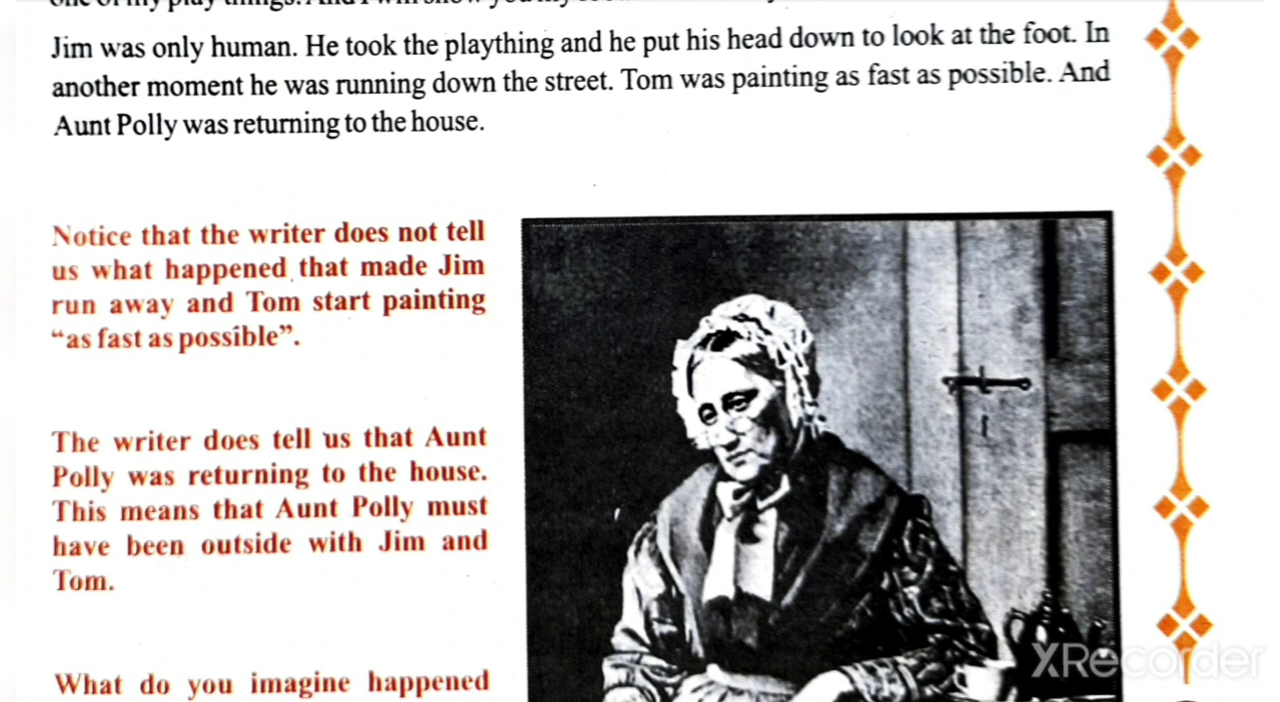 Jim was only human. He took the plaything and he put his head down to look at the foot. In
another moment he was running down the street. Tom was painting as fast as possible. And
Aunt Polly was returning to the house.
Notice that the writer does not tell
us what happened that made Jim
run away and Tom start painting
“as fast as possible”.
The writer does tell us that Aunt
Polly was returning to the house.
This means that Aunt Polly must
have been outside with Jim and
Tom.
What do you imagine happened
XRecorder